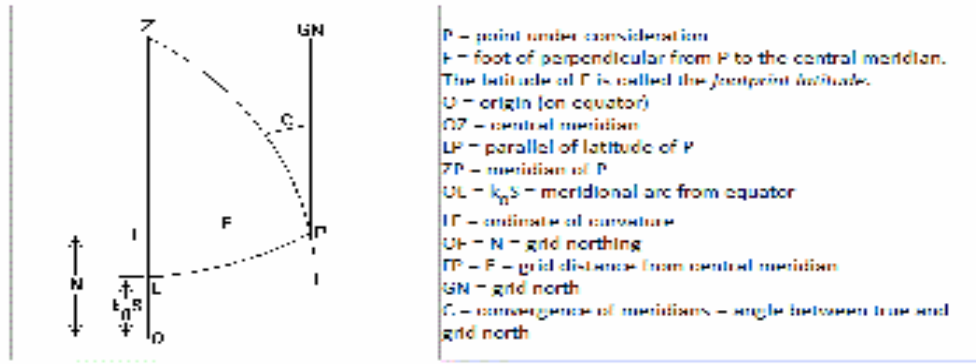 Z
GN
C
F
P
N
L
k₀S
O
P = point under consideration
F = foot of perpendicular from P to the central meridian.
The latitude of F is called the footprint latitude.
O = origin (on equator)
OZ = central meridian
LP = parallel of latitude of P
ZP = meridian of P
OL = k₀S = meridional arc from equator
LF = ordinate of curvature
OF = N = grid northing
FP = E = grid distance from central meridian
GN = grid north
C = convergence of meridians = angle between true and
grid north